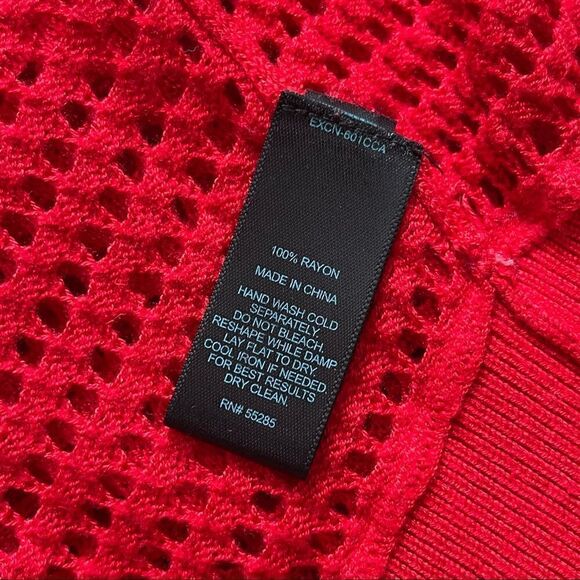 EXCN-601CCA
100% RAYON
MADE IN CHINA
HAND WASH COLD
SEPARATELY.
DO NOT BLEACH.
RESHAPE WHILE DAMP.
LAY FLAT TO DRY.
COOL IRON IF NEEDED.
FOR BEST RESULTS
DRY CLEAN.
RN# 55285